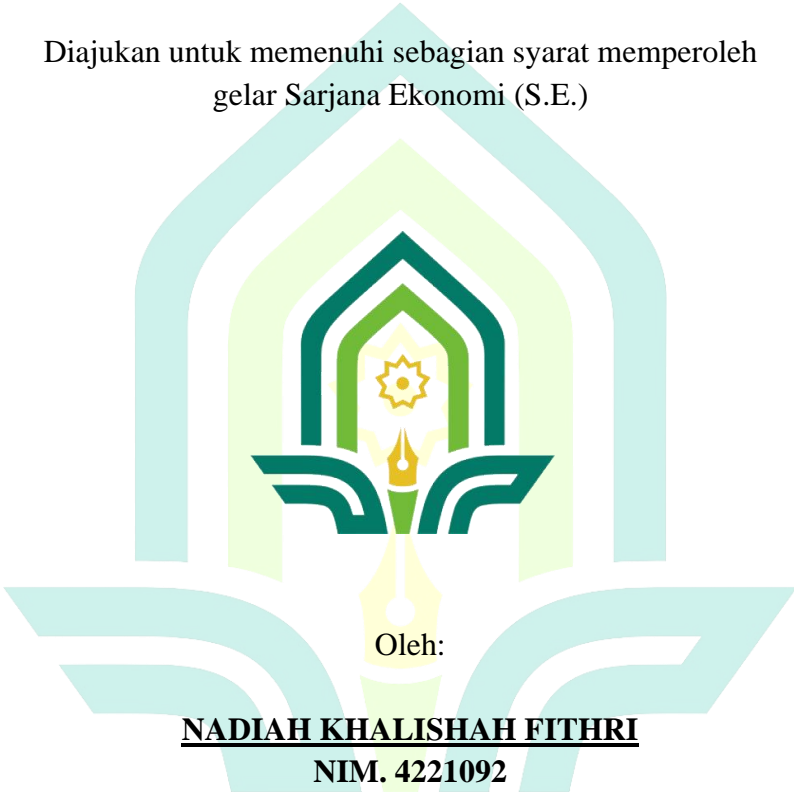 Diajukan untuk memenuhi sebagian syarat memperoleh
gelar Sarjana Ekonomi (S.E.)
Oleh:
NADIAH KHALISHAH FITHRI
NIM. 4221092